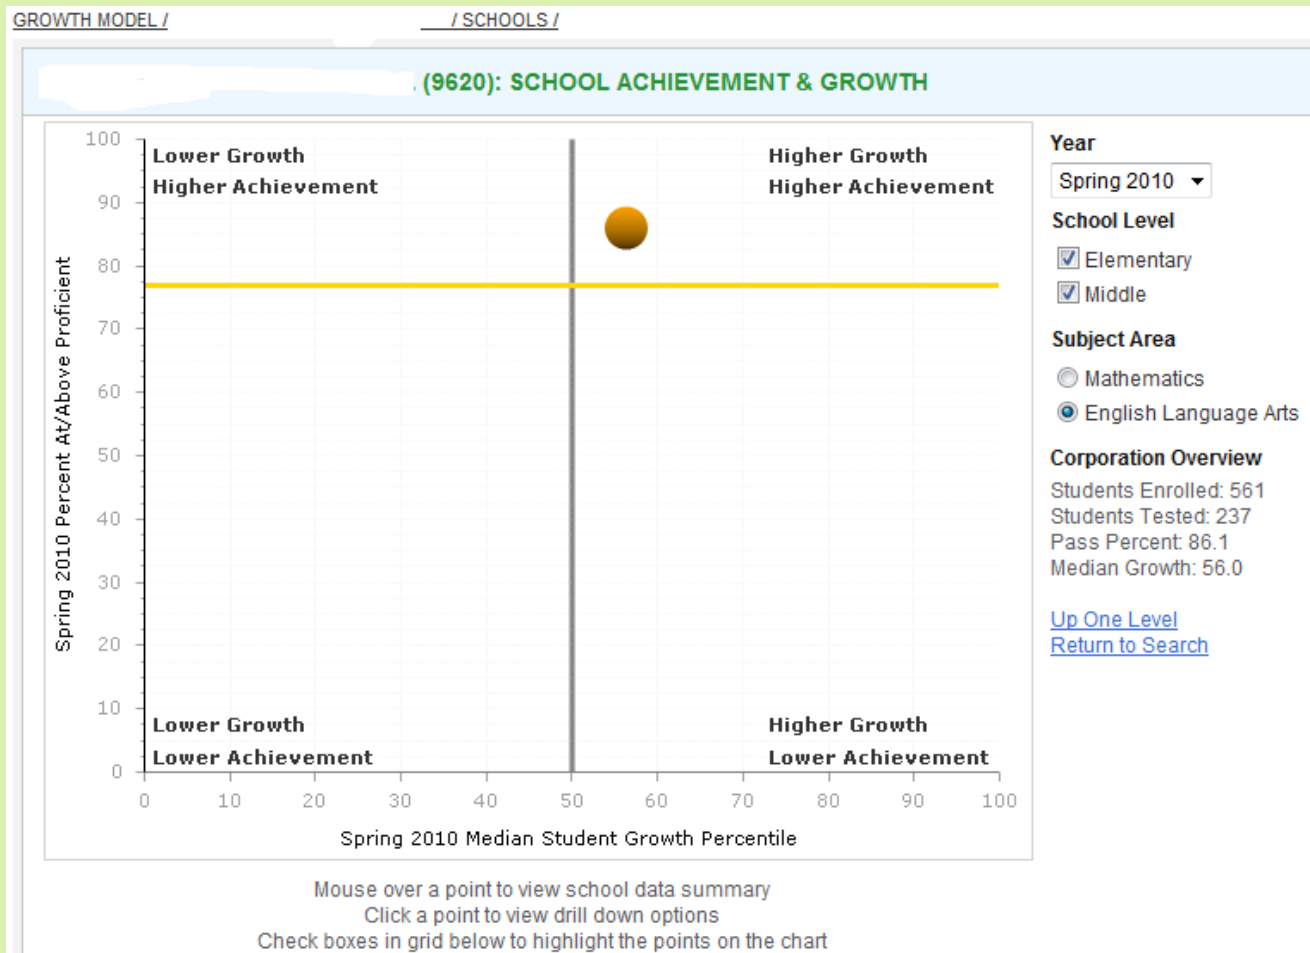 GROWTH MODEL / / SCHOOLS /
. (9620): SCHOOL ACHIEVEMENT & GROWTH
Lower Growth
Higher Achievement
Higher Growth
Higher Achievement
Lower Growth
Lower Achievement
Higher Growth
Lower Achievement
Spring 2010 Percent At/Above Proficient
100
90
80
70
60
50
40
30
20
10
0
0 10 20 30 40 50 60 70 80 90 100
Spring 2010 Median Student Growth Percentile
Mouse over a point to view school data summary
Click a point to view drill down options
Check boxes in grid below to highlight the points on the chart
Year
Spring 2010
School Level
Elementary
Middle
Subject Area
Mathematics
English Language Arts
Corporation Overview
Students Enrolled: 561
Students Tested: 237
Pass Percent: 86.1
Median Growth: 56.0
Up One Level
Return to Search